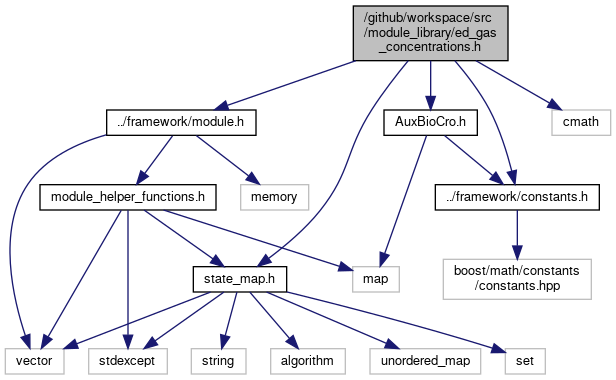 /github/workspace/src
/module_library/ed_gas
_concentrations.h
../framework/module.h
AuxBioCro.h
cmath
module_helper_functions.h
memory
../framework/constants.h
state_map.h
map
boost/math/constants
/constants.hpp
vector
stdexcept
string
algorithm
unordered_map
set